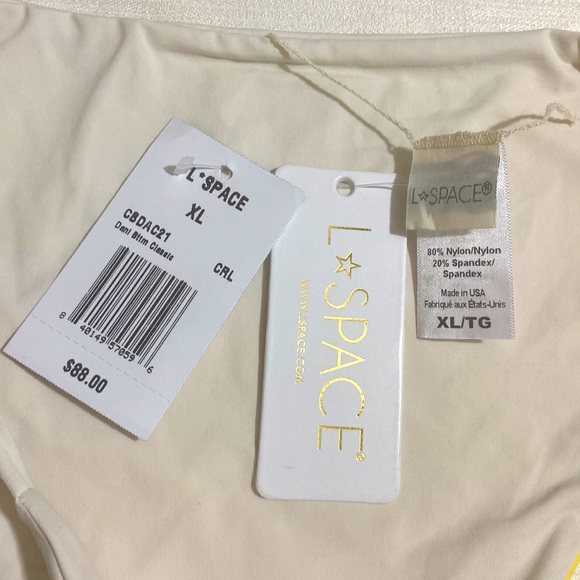 L*SPACE
XL
CBDAC21
Dani Bttm Classic
CRL
8 40149 57059 6
$88.00
L☆SPACE®
WWW.LSPACE.COM
L☆SPACE®
80% Nylon/Nylon
20% Spandex/
Spandex
Made in USA
Fabriqué aux États-Unis
XL/TG